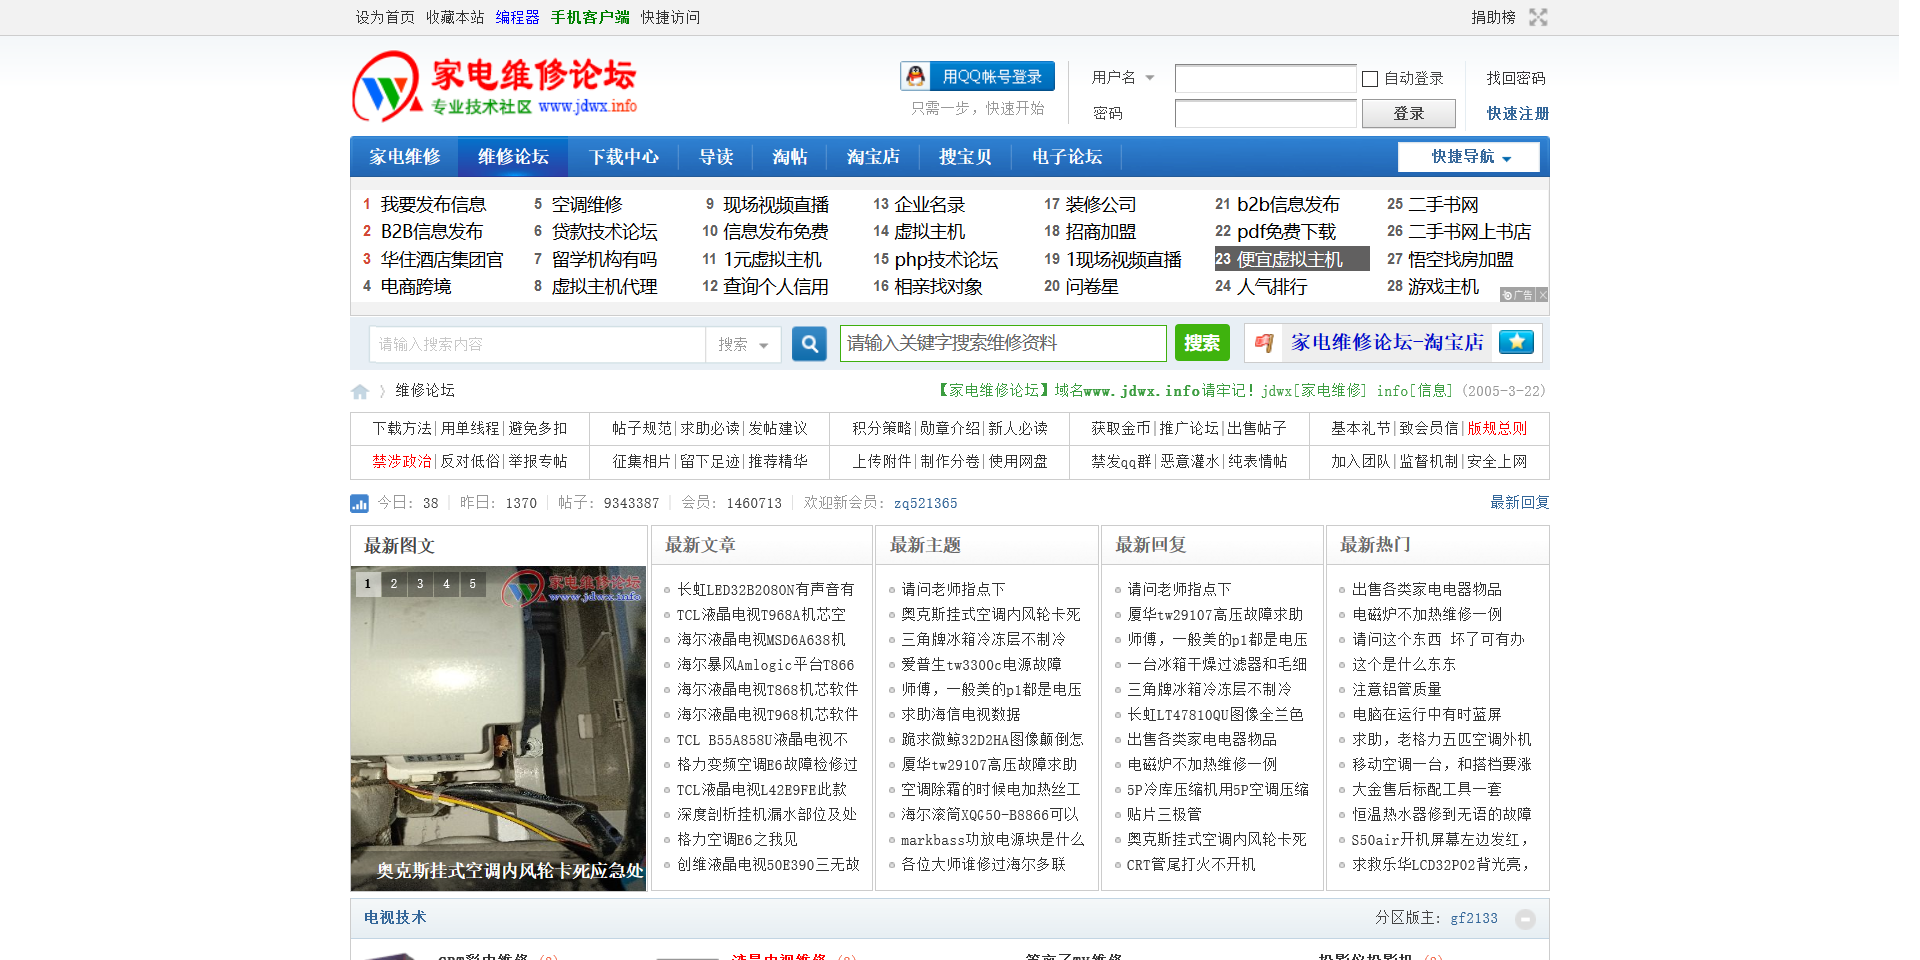 设为首页 收藏本站 编程器 手机客户端 快捷访问 捐助榜
家电维修论坛
专业技术社区 www.jdwx.info
用QQ帐号登录
只需一步，快速开始
用户名 自动登录 找回密码
密码 登录 快速注册
家电维修 维修论坛 下载中心 导读 淘帖 淘宝店 搜宝贝 电子论坛 快捷导航
1 我要发布信息 5 空调维修 9 现场视频直播 13 企业名录 17 装修公司 21 b2b信息发布 25 二手书网
2 B2B信息发布 6 贷款技术论坛 10 信息发布免费 14 虚拟主机 18 招商加盟 22 pdf免费下载 26 二手书网上书店
3 华住酒店集团官 7 留学机构有吗 11 1元虚拟主机 15 php技术论坛 19 1现场视频直播 23 便宜虚拟主机 27 悟空找房加盟
4 电商跨境 8 虚拟主机代理 12 查询个人信用 16 相亲找对象 20 问卷星 24 人气排行 28 游戏主机
广告
请输入搜索内容 搜索 请输入关键字搜索维修资料 搜索 家电维修论坛-淘宝店
维修论坛 【家电维修论坛】域名www.jdwx.info请牢记！jdwx[家电维修] info[信息] (2005-3-22)
下载方法|用单线程|避免多扣 帖子规范|求助必读|发帖建议 积分策略|勋章介绍|新人必读 获取金币|推广论坛|出售帖子 基本礼节|致会员信|版规总则
禁涉政治|反对低俗|举报专帖 征集相片|留下足迹|推荐精华 上传附件|制作分卷|使用网盘 禁发qq群|恶意灌水|纯表情帖 加入团队|监督机制|安全上网
今日: 38 | 昨日: 1370 | 帖子: 9343387 | 会员: 1460713 | 欢迎新会员: zq521365 最新回复
最新图文
1 2 3 4 5
家电维修论坛
www.jdwx.info
奥克斯挂式空调内风轮卡死应急处
最新文章
长虹LED32B2080N有声音有
TCL液晶电视T968A机芯空
海尔液晶电视MSD6A638机
海尔暴风Amlogic平台T866
海尔液晶电视T868机芯软件
海尔液晶电视T968机芯软件
TCL B55A858U液晶电视不
格力变频空调E6故障检修过
TCL液晶电视L42E9FE此款
深度剖析挂机漏水部位及处
格力空调E6之我见
创维液晶电视50E390三无故
最新主题
请问老师指点下
奥克斯挂式空调内风轮卡死
三角牌冰箱冷冻层不制冷
爱普生tw3300c电源故障
师傅，一般美的p1都是电压
求助海信电视数据
跪求微鲸32D2HA图像颠倒怎
厦华tw29107高压故障求助
空调除霜的时候电加热丝工
海尔滚筒XQG50-B8866可以
markbass功放电源块是什么
各位大师谁修过海尔多联
最新回复
请问老师指点下
厦华tw29107高压故障求助
师傅，一般美的p1都是电压
一台冰箱干燥过滤器和毛细
三角牌冰箱冷冻层不制冷
长虹LT47810QU图像全兰色
出售各类家电电器物品
电磁炉不加热维修一例
5P冷库压缩机用5P空调压缩
贴片三极管
奥克斯挂式空调内风轮卡死
CRT管尾打火不开机
最新热门
出售各类家电电器物品
电磁炉不加热维修一例
请问这个东西 坏了可有办
这个是什么东东
注意铝管质量
电脑在运行中有时蓝屏
求助，老格力五匹空调外机
移动空调一台，和搭档要涨
大金售后标配工具一套
恒温热水器修到无语的故障
S50air开机屏幕左边发红，
求救乐华LCD32P02背光亮，
电视技术 分区版主: gf2133
CRT彩电维修 (2) 液晶电视维修 (2) 等离子TV维修 投影仪投影机 (2)